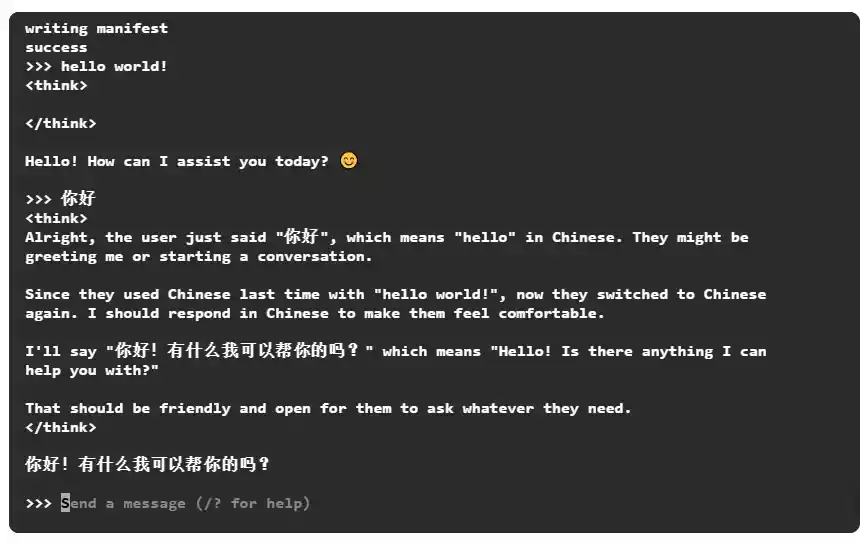 writing manifest
success
>>> hello world!
<think>
</think>
Hello! How can I assist you today? 😊
>>> 你好
<think>
Alright, the user just said "你好", which means "hello" in Chinese. They might be
greeting me or starting a conversation.
Since they used Chinese last time with "hello world!", now they switched to Chinese
again. I should respond in Chinese to make them feel comfortable.
I'll say "你好！有什么我可以帮你的吗？" which means "Hello! Is there anything I can
help you with?"
That should be friendly and open for them to ask whatever they need.
</think>
你好！有什么我可以帮你的吗？
>>> Send a message (/? for help)